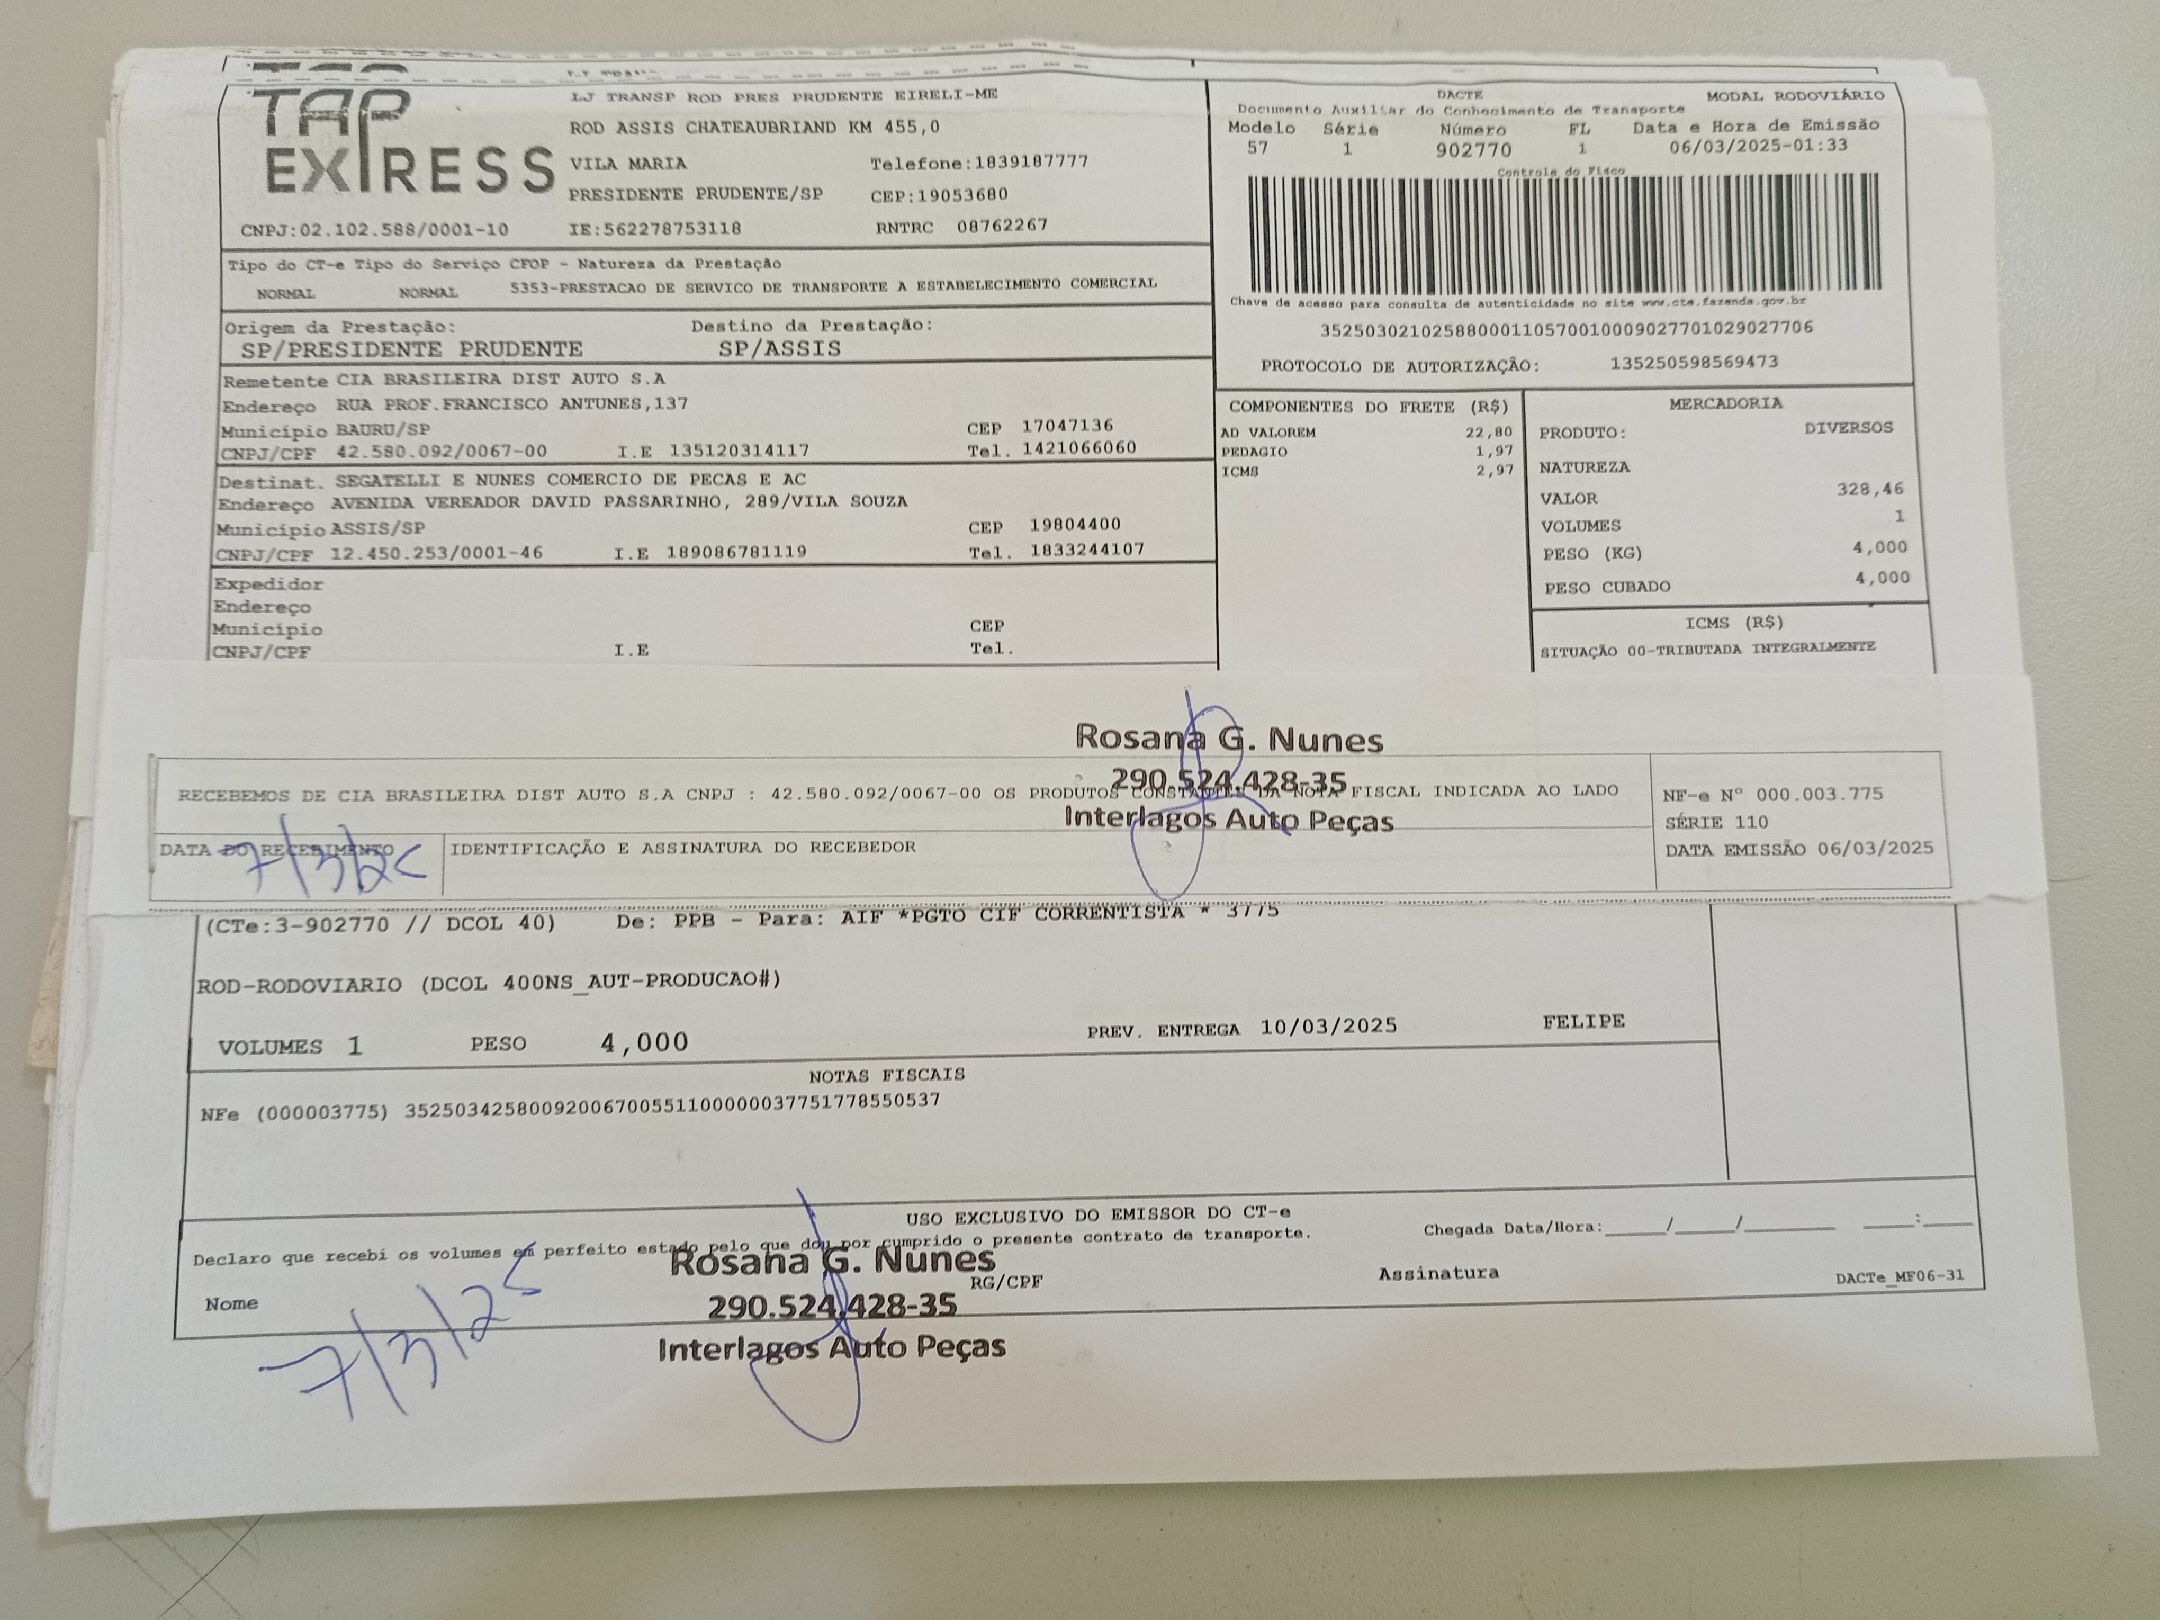 TAP
EXPRESS
LJ TRANSP ROD PRES PRUDENTE EIRELI-ME
ROD ASSIS CHATEAUBRIAND KM 455,0
VILA MARIA Telefone:1839187777
PRESIDENTE PRUDENTE/SP CEP:19053680
CNPJ:02.102.588/0001-10 IE:562278753118 RNTRC 08762267
DACTE MODAL RODOVIÁRIO
Documento Auxiliar do Conhecimento de Transporte
Modelo Série Número FL Data e Hora de Emissão
57 1 902770 1 06/03/2025-01:33
Controle do Fisco
Chave de acesso para consulta de autenticidade no site www.cte.fazenda.gov.br
35250302102588000110570010009027701029027706
PROTOCOLO DE AUTORIZAÇÃO: 135250598569473
Tipo do CT-e Tipo do Serviço CFOP - Natureza da Prestação
NORMAL NORMAL 5353-PRESTACAO DE SERVICO DE TRANSPORTE A ESTABELECIMENTO COMERCIAL
Origem da Prestação: Destino da Prestação:
SP/PRESIDENTE PRUDENTE SP/ASSIS
Remetente CIA BRASILEIRA DIST AUTO S.A
Endereço RUA PROF.FRANCISCO ANTUNES,137
Município BAURU/SP CEP 17047136
CNPJ/CPF 42.580.092/0067-00 I.E 135120314117 Tel. 1421066060
Destinat. SEGATELLI E NUNES COMERCIO DE PECAS E AC
Endereço AVENIDA VEREADOR DAVID PASSARINHO, 289/VILA SOUZA
Município ASSIS/SP CEP 19804400
CNPJ/CPF 12.450.253/0001-46 I.E 189086781119 Tel. 1833244107
Expedidor
Endereço
Município CEP
CNPJ/CPF I.E Tel.
COMPONENTES DO FRETE (R$)
AD VALOREM 22,80
PEDAGIO 1,97
ICMS 2,97
MERCADORIA
PRODUTO: DIVERSOS
NATUREZA
VALOR 328,46
VOLUMES 1
PESO (KG) 4,000
PESO CUBADO 4,000
ICMS (R$)
SITUAÇÃO 00-TRIBUTADA INTEGRALMENTE
Rosana G. Nunes
290.524.428-35
Interlagos Auto Peças
RECEBEMOS DE CIA BRASILEIRA DIST AUTO S.A CNPJ : 42.580.092/0067-00 OS PRODUTOS CONSTANTES DA NOTA FISCAL INDICADA AO LADO
NF-e Nº 000.003.775
SÉRIE 110
DATA EMISSÃO 06/03/2025
DATA DO RECEBIMENTO IDENTIFICAÇÃO E ASSINATURA DO RECEBEDOR
7/3/25
(CTe:3-902770 // DCOL 40) De: PPB - Para: AIF *PGTO CIF CORRENTISTA * 3775
ROD-RODOVIARIO (DCOL 400NS_AUT-PRODUCAO#)
VOLUMES 1 PESO 4,000 PREV. ENTREGA 10/03/2025 FELIPE
NOTAS FISCAIS
NFe (000003775) 35250342580092006700551100000037751778550537
USO EXCLUSIVO DO EMISSOR DO CT-e
Declaro que recebi os volumes em perfeito estado pelo que dou por cumprido o presente contrato de transporte. Chegada Data/Hora:_____/_____/________ ____:____
Nome RG/CPF Assinatura DACTe_MF06-31
7/3/25
Rosana G. Nunes
290.524.428-35
Interlagos Auto Peças